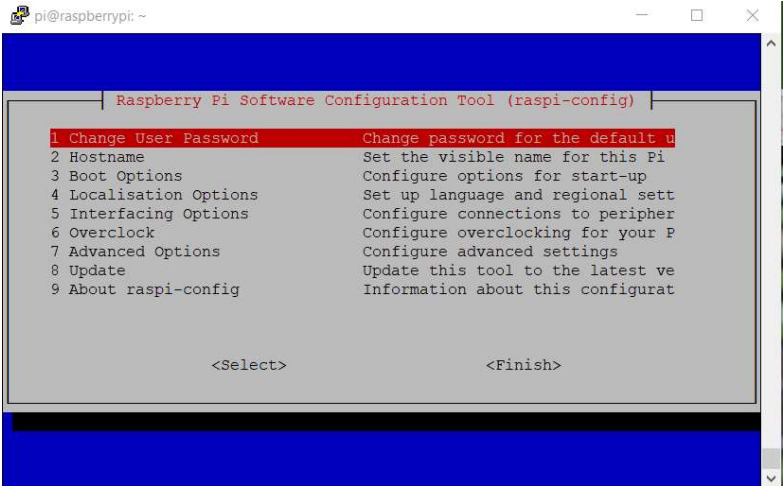 pi@raspberrypi: ~
Raspberry Pi Software Configuration Tool (raspi-config)
1 Change User Password Change password for the default u
2 Hostname Set the visible name for this Pi
3 Boot Options Configure options for start-up
4 Localisation Options Set up language and regional sett
5 Interfacing Options Configure connections to peripher
6 Overclock Configure overclocking for your P
7 Advanced Options Configure advanced settings
8 Update Update this tool to the latest ve
9 About raspi-config Information about this configurat
<Select> <Finish>